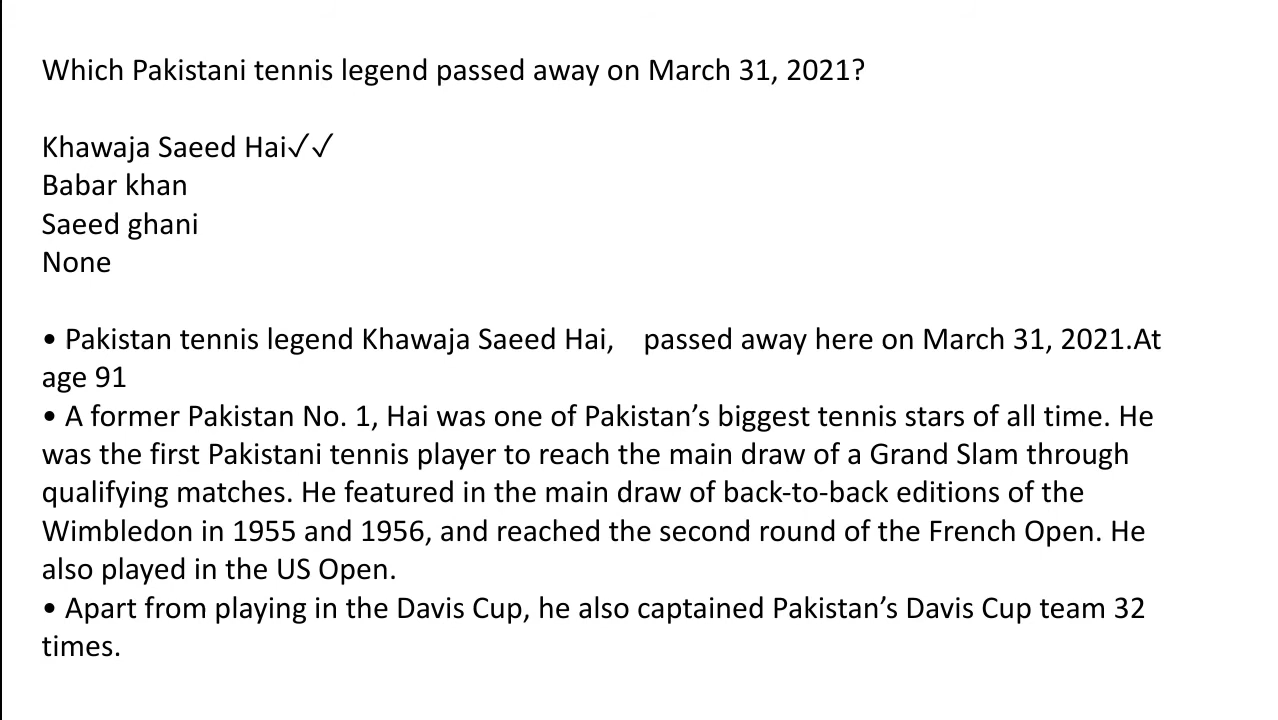 Which Pakistani tennis legend passed away on March 31, 2021?
Khawaja Saeed Hai✓✓
Babar khan
Saeed ghani
None
• Pakistan tennis legend Khawaja Saeed Hai,    passed away here on March 31, 2021.At
age 91
• A former Pakistan No. 1, Hai was one of Pakistan’s biggest tennis stars of all time. He
was the first Pakistani tennis player to reach the main draw of a Grand Slam through
qualifying matches. He featured in the main draw of back-to-back editions of the
Wimbledon in 1955 and 1956, and reached the second round of the French Open. He
also played in the US Open.
• Apart from playing in the Davis Cup, he also captained Pakistan’s Davis Cup team 32
times.